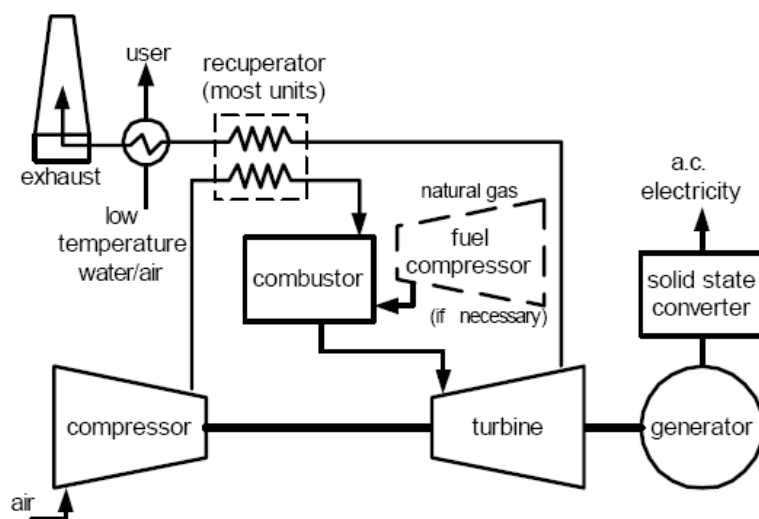 user
recuperator
(most units)
exhaust
low
temperature
water/air
natural gas
fuel
compressor
(if necessary)
combustor
a.c.
electricity
solid state
converter
compressor
turbine
generator
air